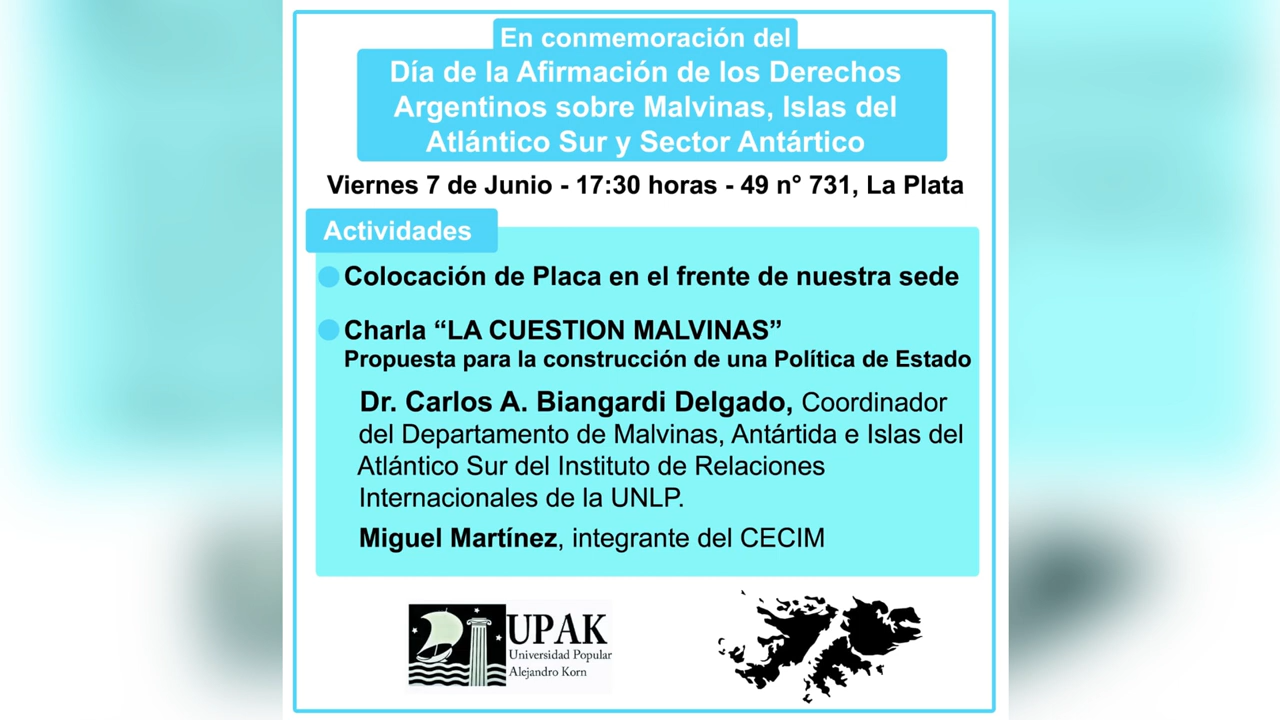 En conmemoración del
Día de la Afirmación de los Derechos
Argentinos sobre Malvinas, Islas del
Atlántico Sur y Sector Antártico
Viernes 7 de Junio - 17:30 horas - 49 n° 731, La Plata
Actividades
Colocación de Placa en el frente de nuestra sede
Charla “LA CUESTION MALVINAS”
Propuesta para la construcción de una Política de Estado
Dr. Carlos A. Biangardi Delgado, Coordinador
del Departamento de Malvinas, Antártida e Islas del
Atlántico Sur del Instituto de Relaciones
Internacionales de la UNLP.
Miguel Martínez, integrante del CECIM
UPAK
Universidad Popular
Alejandro Korn